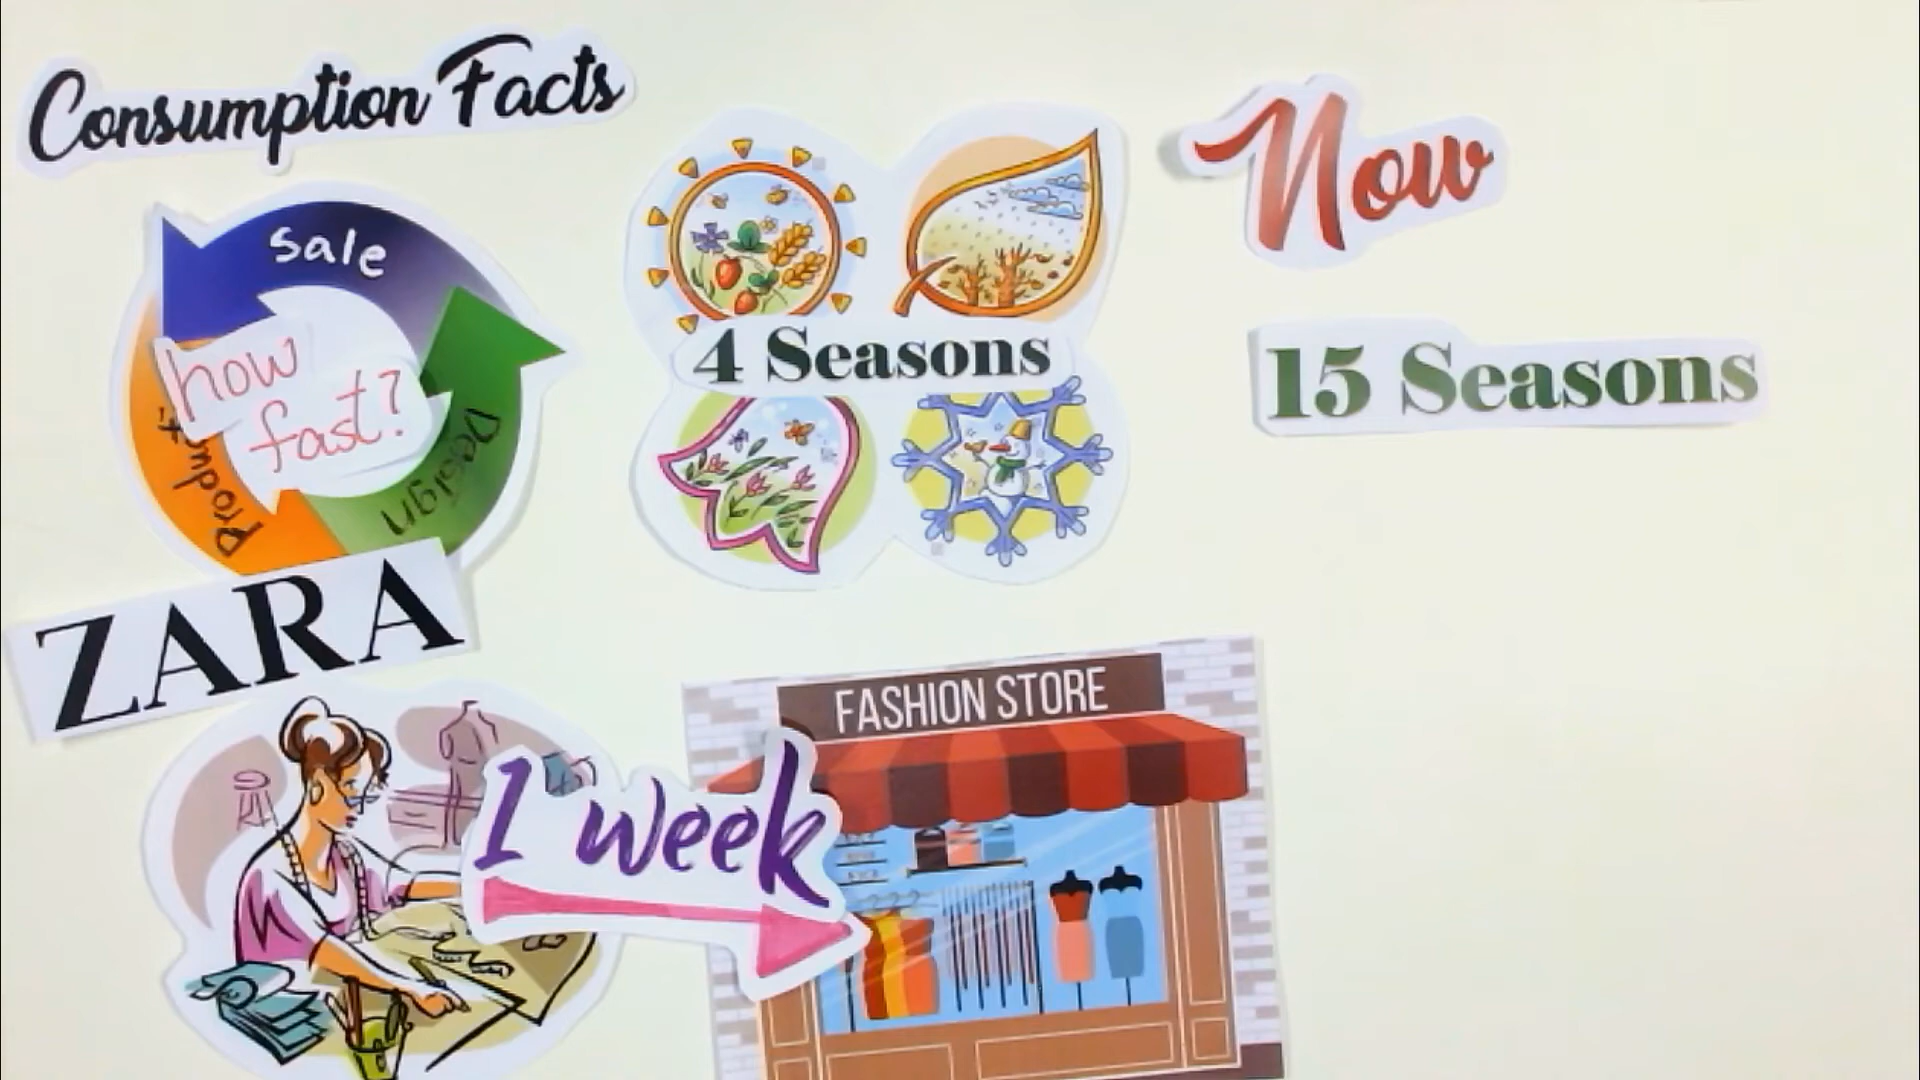 Consumption Facts
Sale
how
fast?
Product
Design
4 Seasons
Now
15 Seasons
ZARA
1 week
FASHION STORE